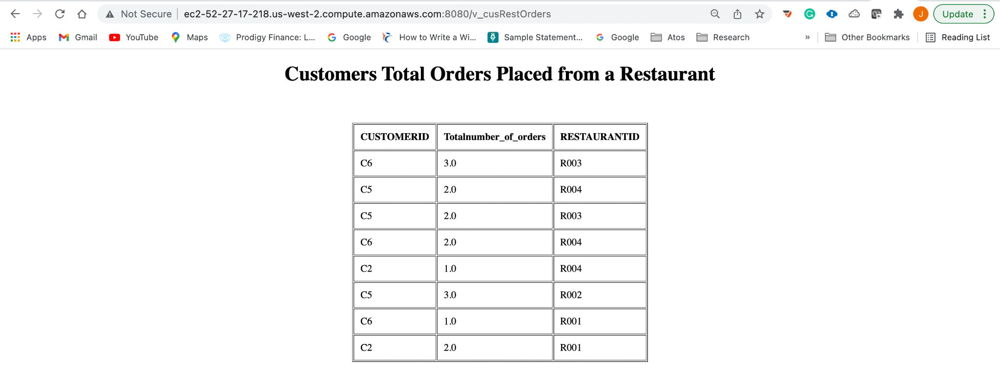 Not Secure ec2-52-27-17-218.us-west-2.compute.amazonaws.com:8080/v_cusRestOrders J Update
Apps Gmail YouTube Maps Prodigy Finance: L... Google How to Write a Wi... Sample Statement... Google Atos Research » Other Bookmarks Reading List
Customers Total Orders Placed from a Restaurant
CUSTOMERID Totalnumber_of_orders RESTAURANTID
C6 3.0 R003
C5 2.0 R004
C5 2.0 R003
C6 2.0 R004
C2 1.0 R004
C5 3.0 R002
C6 1.0 R001
C2 2.0 R001